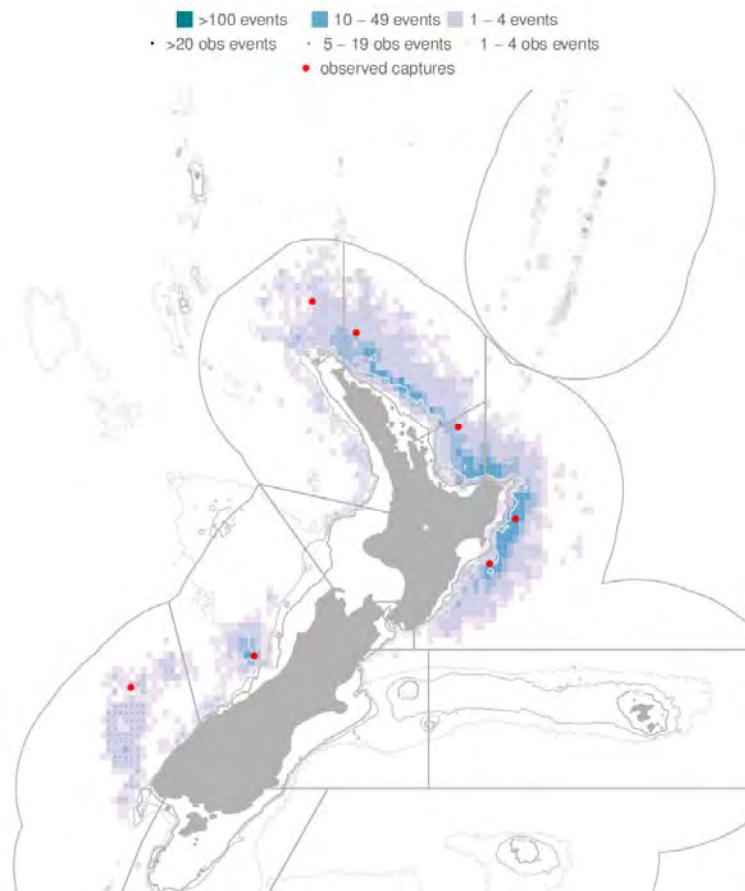 >100 events 10 – 49 events 1 – 4 events
>20 obs events 5 – 19 obs events 1 – 4 obs events
observed captures